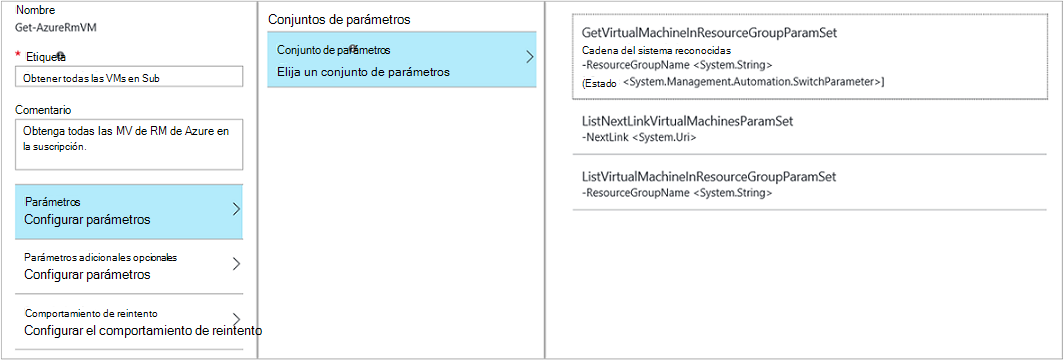 Nombre
Get-AzureRmVM
* Etiqueta
Obtener todas las VMs en Sub
Comentario
Obtenga todas las MV de RM de Azure en
la suscripción.
Parámetros
Configurar parámetros
Parámetros adicionales opcionales
Configurar parámetros
Comportamiento de reintento
Configurar el comportamiento de reintento
Conjuntos de parámetros
Conjunto de parámetros
Elija un conjunto de parámetros
GetVirtualMachineInResourceGroupParamSet
Cadena del sistema reconocidas
-ResourceGroupName <System.String>
(Estado <System.Management.Automation.SwitchParameter>]
ListNextLinkVirtualMachinesParamSet
-NextLink <System.Uri>
ListVirtualMachineInResourceGroupParamSet
-ResourceGroupName <System.String>